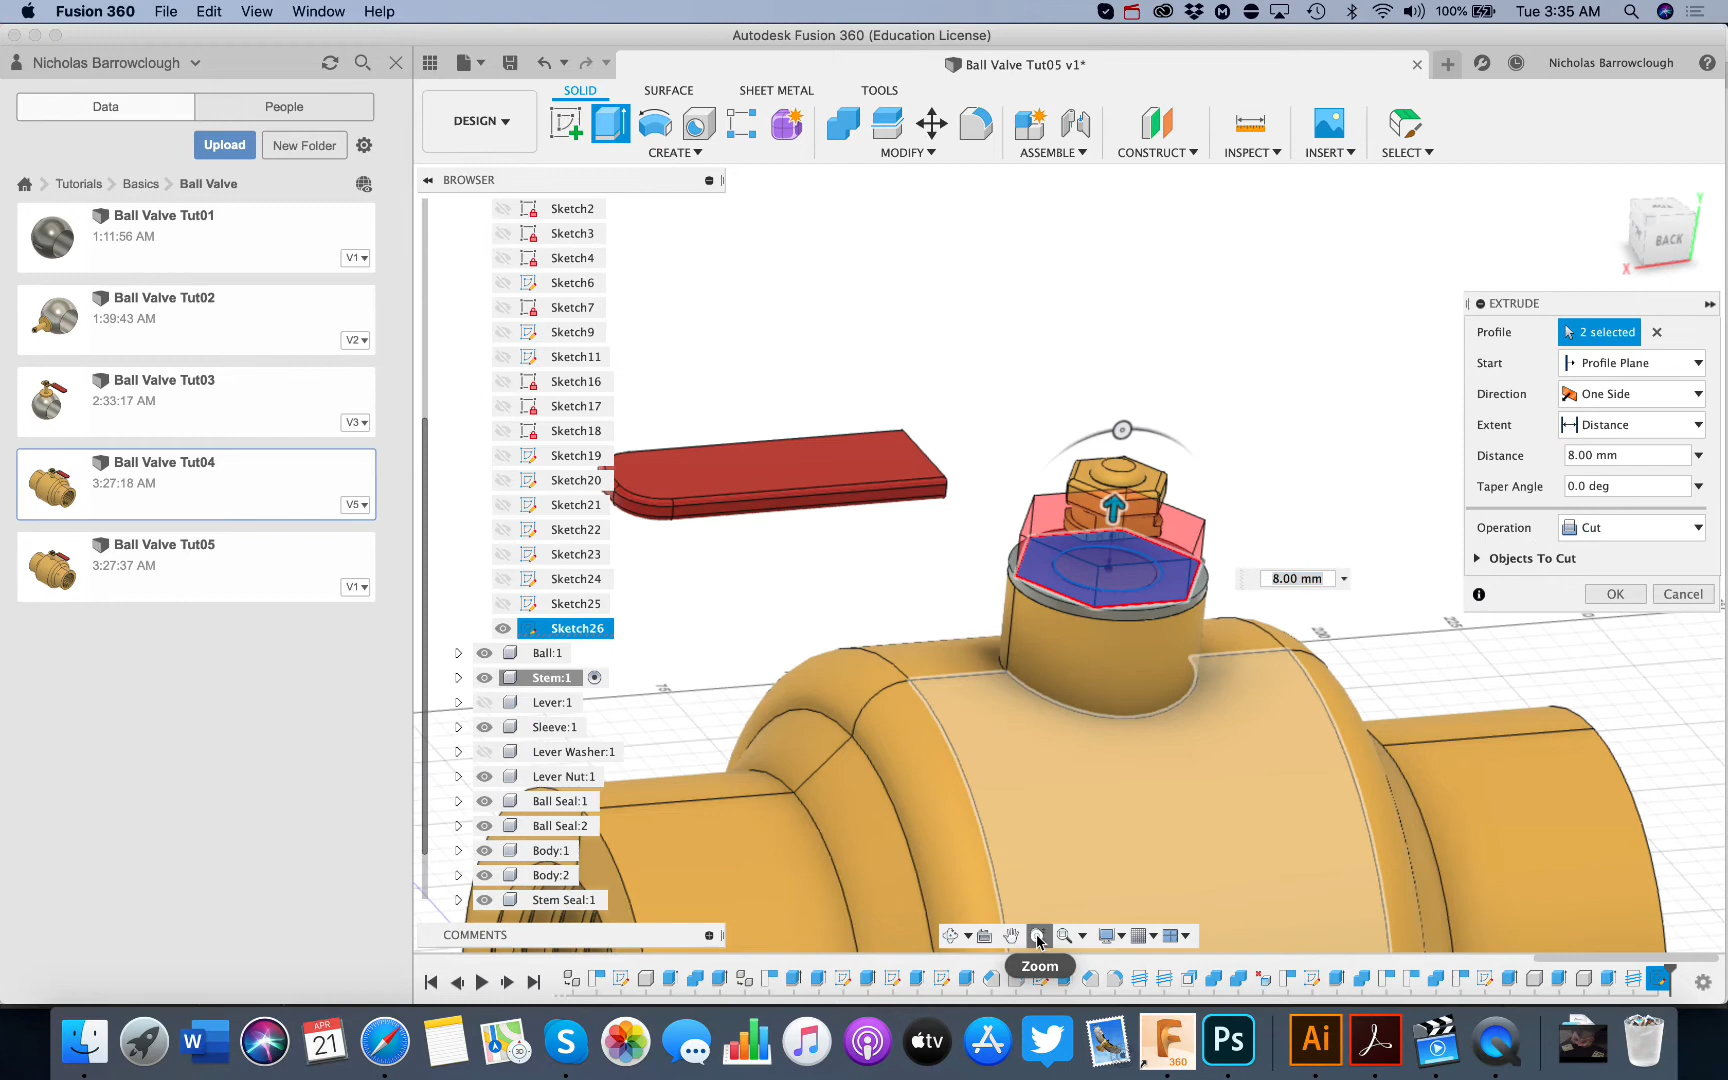 Fusion 360 File Edit View Window Help 100% Tue 3:35 AM
Autodesk Fusion 360 (Education License)
Nicholas Barrowclough
Ball Valve Tut05 v1*
Nicholas Barrowclough
Data People
Upload New Folder
Tutorials Basics Ball Valve
Ball Valve Tut01
1:11:56 AM
V1
Ball Valve Tut02
1:39:43 AM
V2
Ball Valve Tut03
2:33:17 AM
V3
Ball Valve Tut04
3:27:18 AM
V5
Ball Valve Tut05
3:27:37 AM
V1
DESIGN
SOLID SURFACE SHEET METAL TOOLS
CREATE MODIFY ASSEMBLE CONSTRUCT INSPECT INSERT SELECT
BROWSER
Sketch2
Sketch3
Sketch4
Sketch6
Sketch7
Sketch9
Sketch11
Sketch16
Sketch17
Sketch18
Sketch19
Sketch20
Sketch21
Sketch22
Sketch23
Sketch24
Sketch25
Sketch26
Ball:1
Stem:1
Lever:1
Sleeve:1
Lever Washer:1
Lever Nut:1
Ball Seal:1
Ball Seal:2
Body:1
Body:2
Stem Seal:1
COMMENTS
BACK
X
Y
EXTRUDE
Profile 2 selected
Start Profile Plane
Direction One Side
Extent Distance
Distance 8.00 mm
Taper Angle 0.0 deg
Operation Cut
Objects To Cut
OK Cancel
8.00 mm
200
225
Zoom
APR
21
W
S
3D
tv
360
Ps
Ai